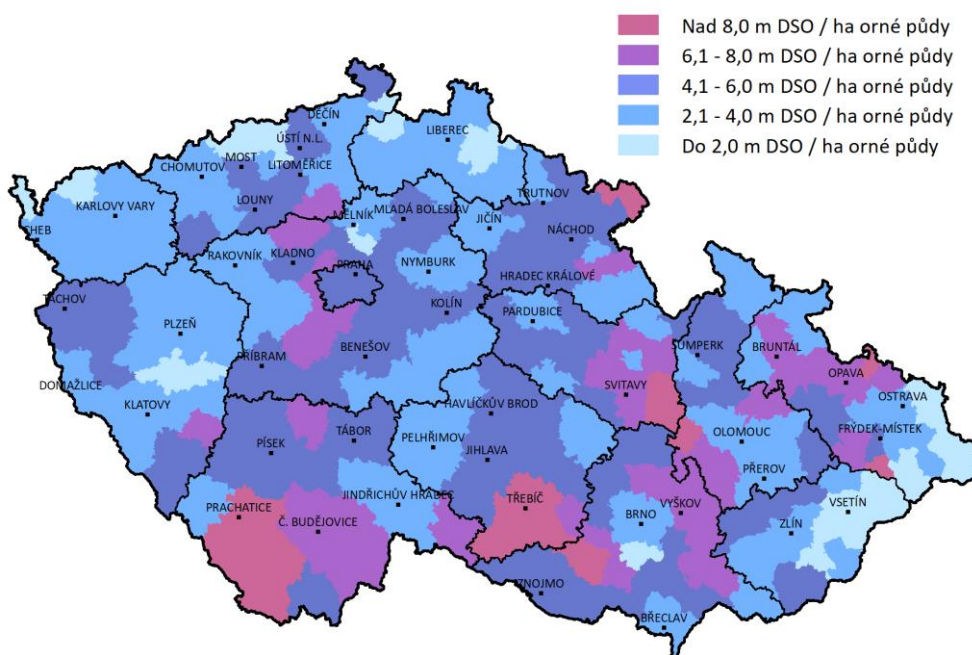 Nad 8,0 m DSO / ha orné půdy
6,1 - 8,0 m DSO / ha orné půdy
4,1 - 6,0 m DSO / ha orné půdy
2,1 - 4,0 m DSO / ha orné půdy
Do 2,0 m DSO / ha orné půdy
DĚČÍN
ÚSTÍ N.L.
LIBEREC
MOST
CHOMUTOV
LITOMĚŘICE
TRUTNOV
KARLOVY VARY
LOUNY
MĚLNÍK
MLADÁ BOLESLAV
JIČÍN
CHEB
NÁCHOD
RAKOVNÍK
KLADNO
PRAHA
NYMBURK
HRADEC KRÁLOVÉ
TACHOV
KOLÍN
PARDUBICE
PLZEŇ
BENEŠOV
PŘÍBRAM
ŠUMPERK
BRUNTÁL
DOMAŽLICE
OPAVA
SVITAVY
OSTRAVA
KLATOVY
HAVLÍČKŮV BROD
PÍSEK
TÁBOR
PELHŘIMOV
OLOMOUC
FRÝDEK-MÍSTEK
JIHLAVA
PŘEROV
JINDŘICHŮV HRADEC
PRACHATICE
TŘEBÍČ
VYŠKOV
VSETÍN
Č. BUDĚJOVICE
BRNO
ZLÍN
ZNOJMO
BŘECLAV